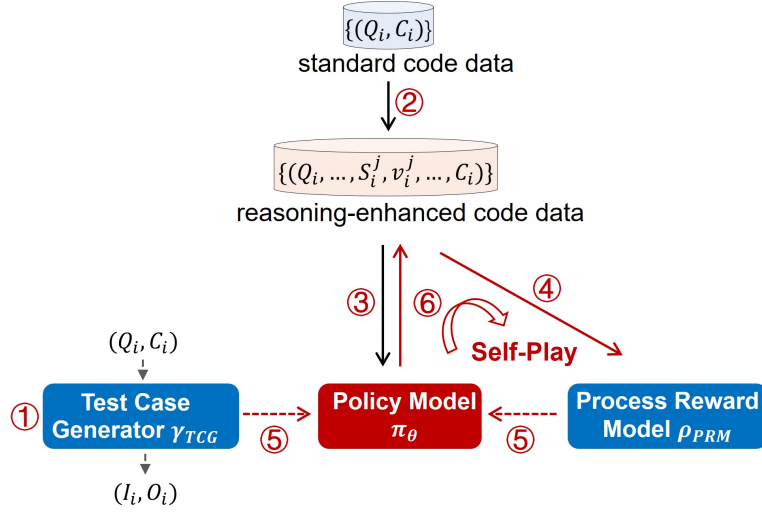 {(Q_i, C_i)}
standard code data
②
{(Q_i, …, S_i^j, v_i^j, …, C_i)}
reasoning-enhanced code data
③
⑥
④
Self-Play
(Q_i, C_i)
①
Test Case
Generator γ_TCG
⑤
Policy Model
π_θ
⑤
Process Reward
Model ρ_PRM
(I_i, O_i)